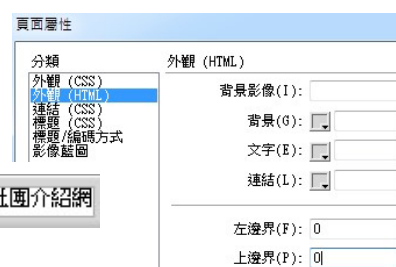 頁面屬性
分類
外觀 (CSS)
外觀 (HTML)
連結 (CSS)
標題 (CSS)
標題/編碼方式
影像藍圖
外觀 (HTML)
背景影像(I):
背景(G):
文字(E):
連結(L):
左邊界(F): 0
上邊界(P): 0
社團介紹網